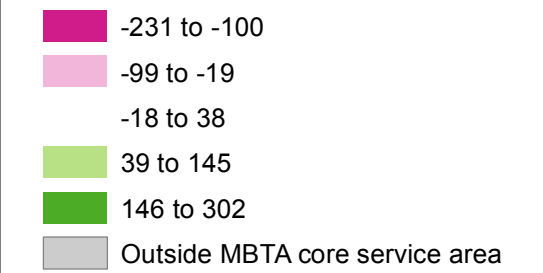 -231 to -100
-99 to -19
-18 to 38
39 to 145
146 to 302
Outside MBTA core service area